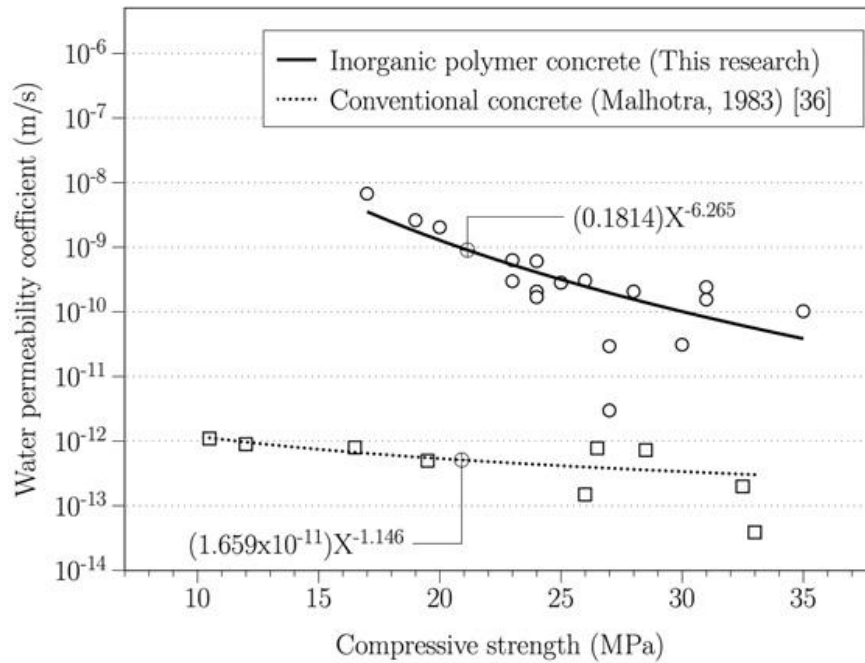 Inorganic polymer concrete (This research)
Conventional concrete (Malhotra, 1983) [36]
Water permeability coefficient (m/s)
10⁻⁶
10⁻⁷
10⁻⁸
10⁻⁹
10⁻¹⁰
10⁻¹¹
10⁻¹²
10⁻¹³
10⁻¹⁴
(0.1814)X⁻⁶·²⁶⁵
(1.659x10⁻¹¹)X⁻¹·¹⁴⁶
10 15 20 25 30 35
Compressive strength (MPa)